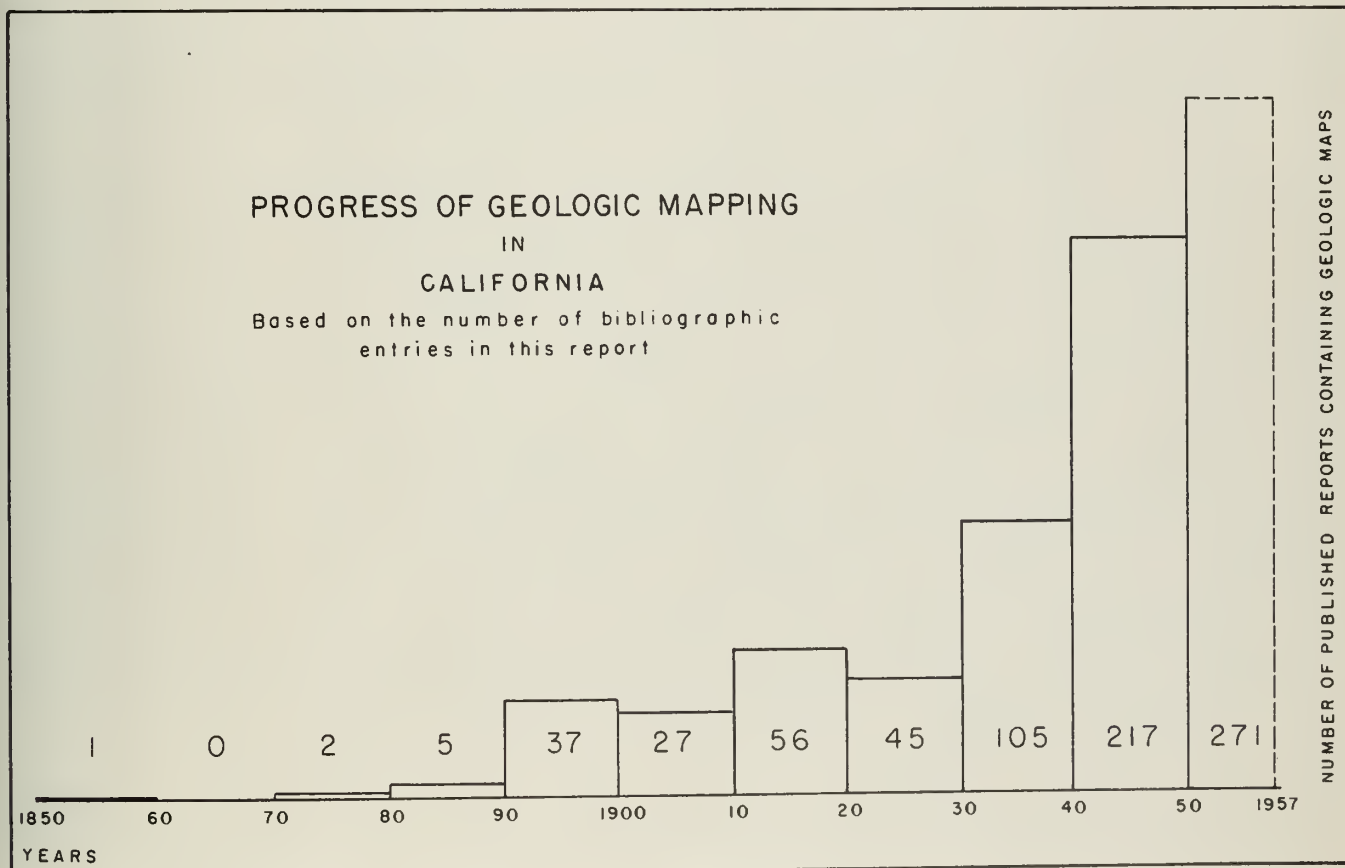 PROGRESS OF GEOLOGIC MAPPING
IN
CALIFORNIA
Based on the number of bibliographic
entries in this report
NUMBER OF PUBLISHED REPORTS CONTAINING GEOLOGIC MAPS
1 0 2 5 37 27 56 45 105 217 271
1850 60 70 80 90 1900 10 20 30 40 50 1957
YEARS